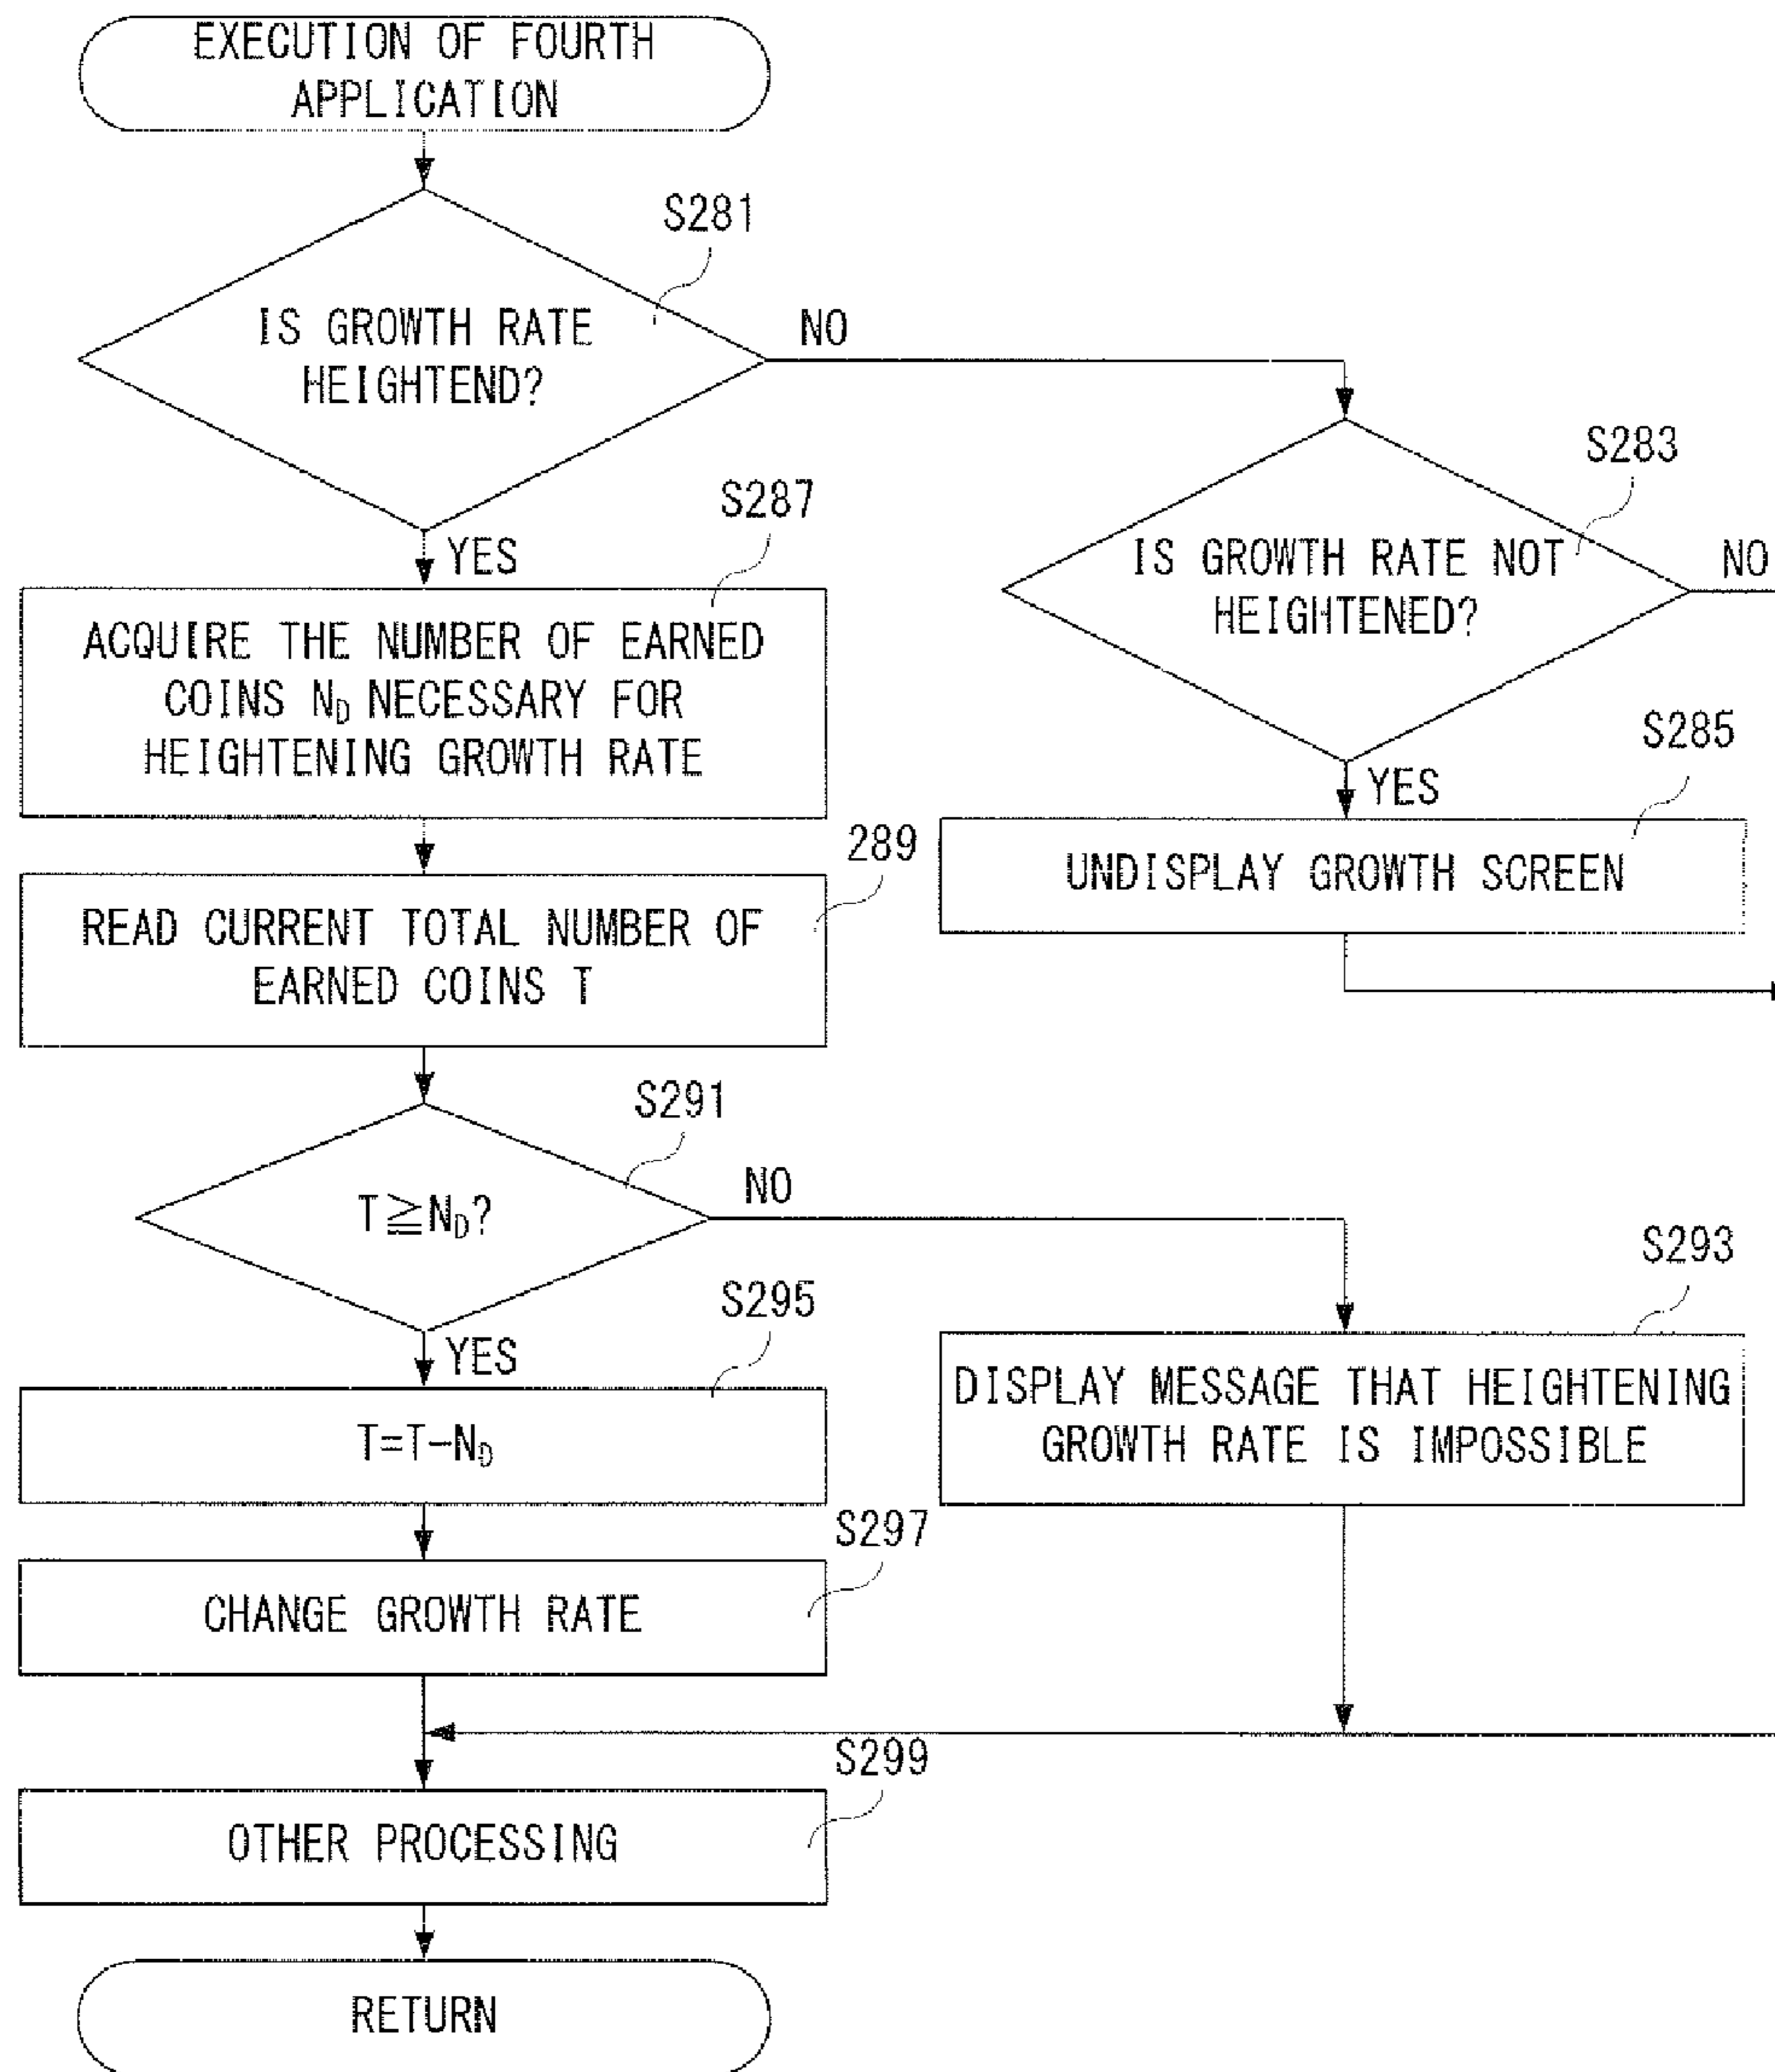 EXECUTION OF FOURTH
APPLICATION
S281
IS GROWTH RATE
HEIGHTEND?
NO
S283
IS GROWTH RATE NOT
HEIGHTENED?
NO
YES
S287
ACQUIRE THE NUMBER OF EARNED
COINS N_D NECESSARY FOR
HEIGHTENING GROWTH RATE
YES
S285
UNDISPLAY GROWTH SCREEN
289
READ CURRENT TOTAL NUMBER OF
EARNED COINS T
S291
T≧N_D?
NO
S293
DISPLAY MESSAGE THAT HEIGHTENING
GROWTH RATE IS IMPOSSIBLE
YES
S295
T=T-N_D
S297
CHANGE GROWTH RATE
S299
OTHER PROCESSING
RETURN